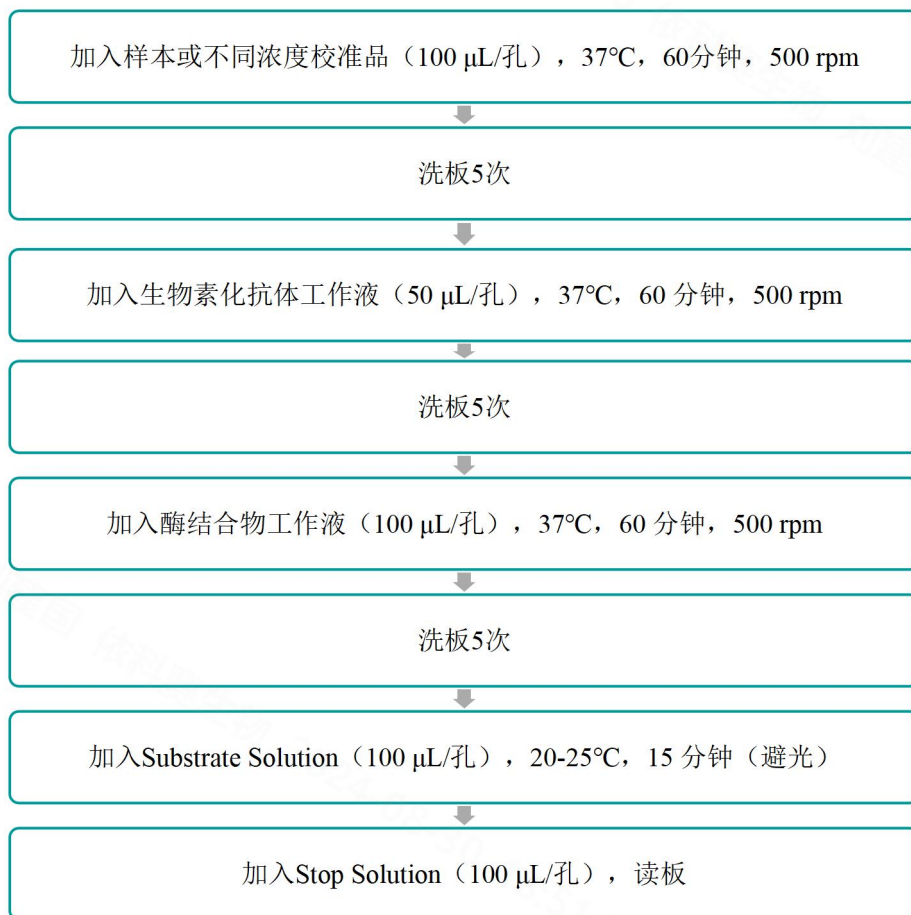 加入样本或不同浓度校准品（100 μL/孔），37℃，60分钟，500 rpm
洗板5次
加入生物素化抗体工作液（50 μL/孔），37℃，60 分钟，500 rpm
洗板5次
加入酶结合物工作液（100 μL/孔），37℃，60 分钟，500 rpm
洗板5次
加入Substrate Solution（100 μL/孔），20-25℃，15 分钟（避光）
加入Stop Solution（100 μL/孔），读板